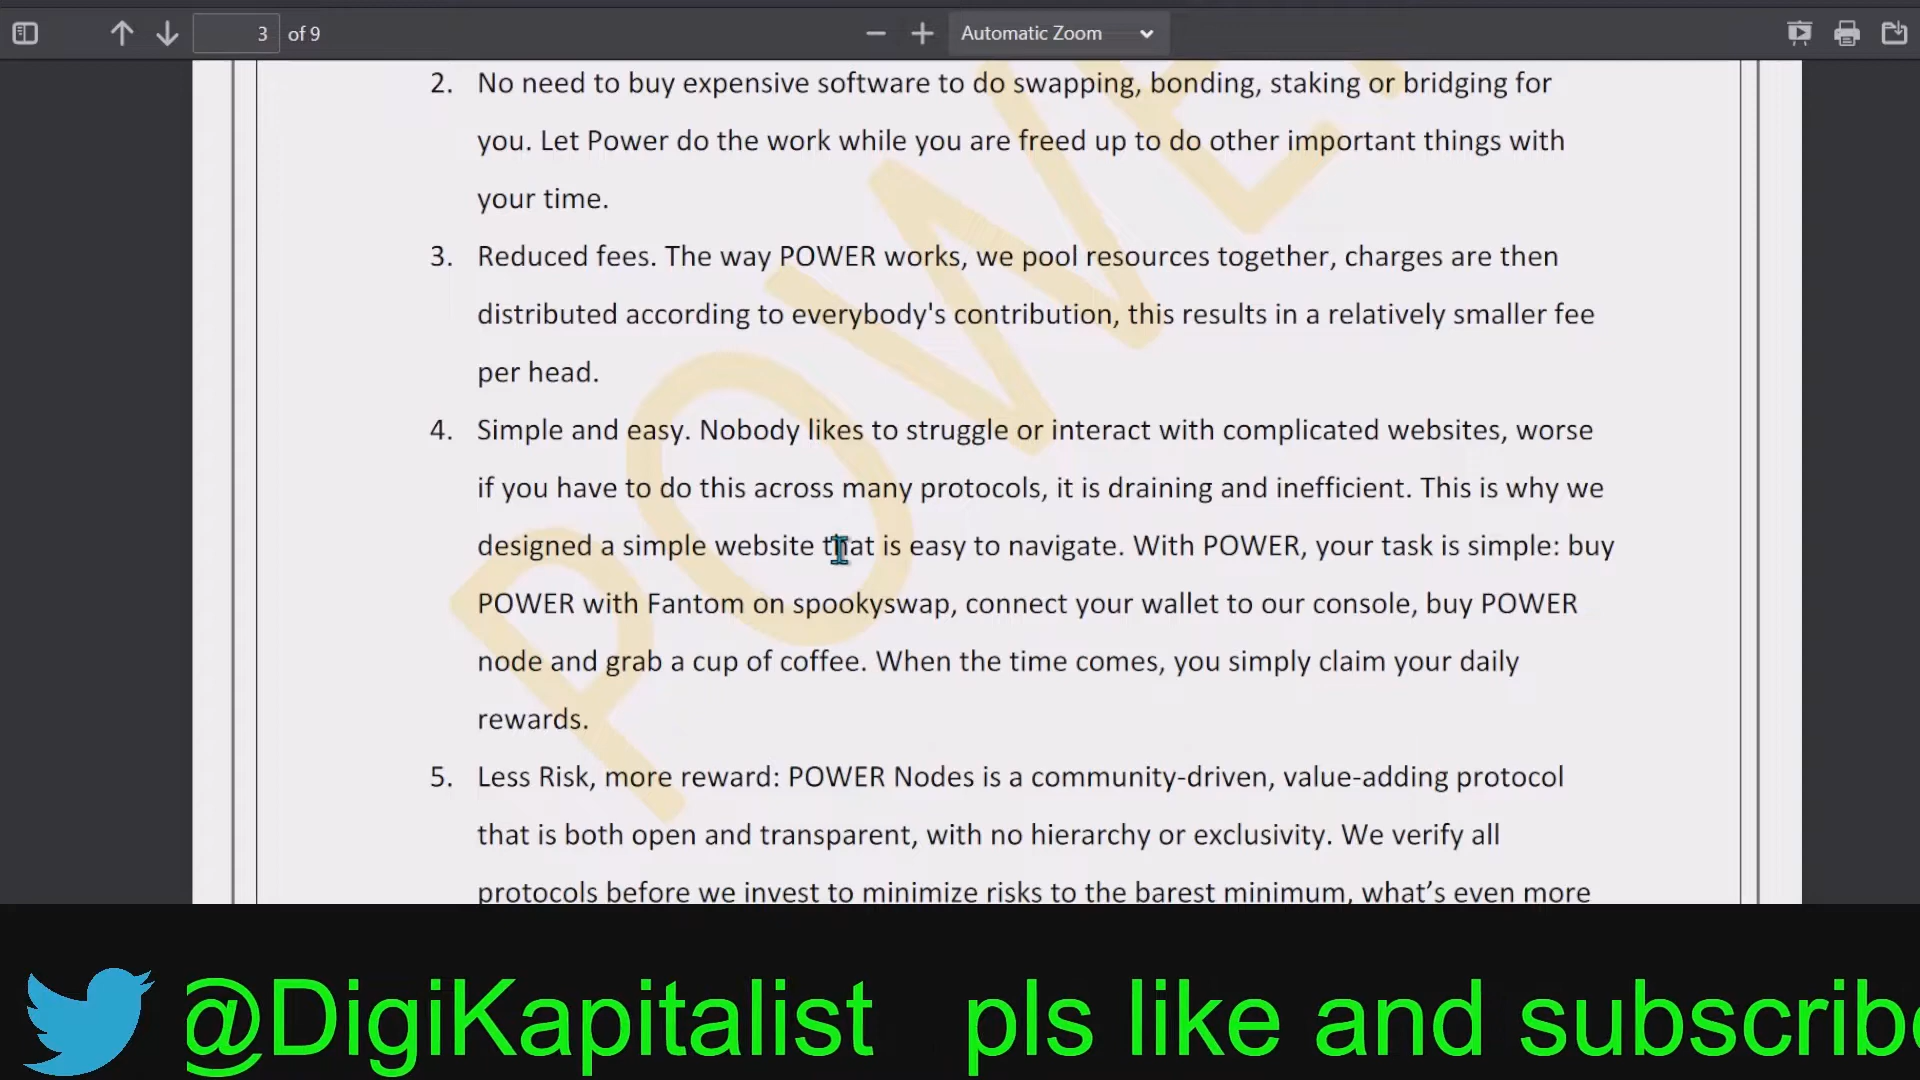 3 of 9 Automatic Zoom
2. No need to buy expensive software to do swapping, bonding, staking or bridging for
you. Let Power do the work while you are freed up to do other important things with
your time.
3. Reduced fees. The way POWER works, we pool resources together, charges are then
distributed according to everybody's contribution, this results in a relatively smaller fee
per head.
4. Simple and easy. Nobody likes to struggle or interact with complicated websites, worse
if you have to do this across many protocols, it is draining and inefficient. This is why we
designed a simple website that is easy to navigate. With POWER, your task is simple: buy
POWER with Fantom on spookyswap, connect your wallet to our console, buy POWER
node and grab a cup of coffee. When the time comes, you simply claim your daily
rewards.
5. Less Risk, more reward: POWER Nodes is a community-driven, value-adding protocol
that is both open and transparent, with no hierarchy or exclusivity. We verify all
protocols before we invest to minimize risks to the barest minimum, what’s even more
POWE
@DigiKapitalist pls like and subscribe